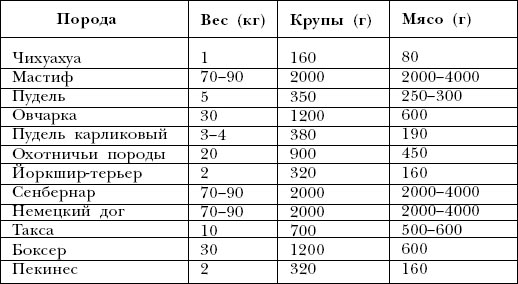 Порода Вес (кг) Крупы (г) Мясо (г)
Чихуахуа 1 160 80
Мастиф 70–90 2000 2000–4000
Пудель 5 350 250–300
Овчарка 30 1200 600
Пудель карликовый 3–4 380 190
Охотничьи породы 20 900 450
Йоркшир-терьер 2 320 160
Сенбернар 70–90 2000 2000–4000
Немецкий дог 70–90 2000 2000–4000
Такса 10 700 500–600
Боксер 30 1200 600
Пекинес 2 320 160